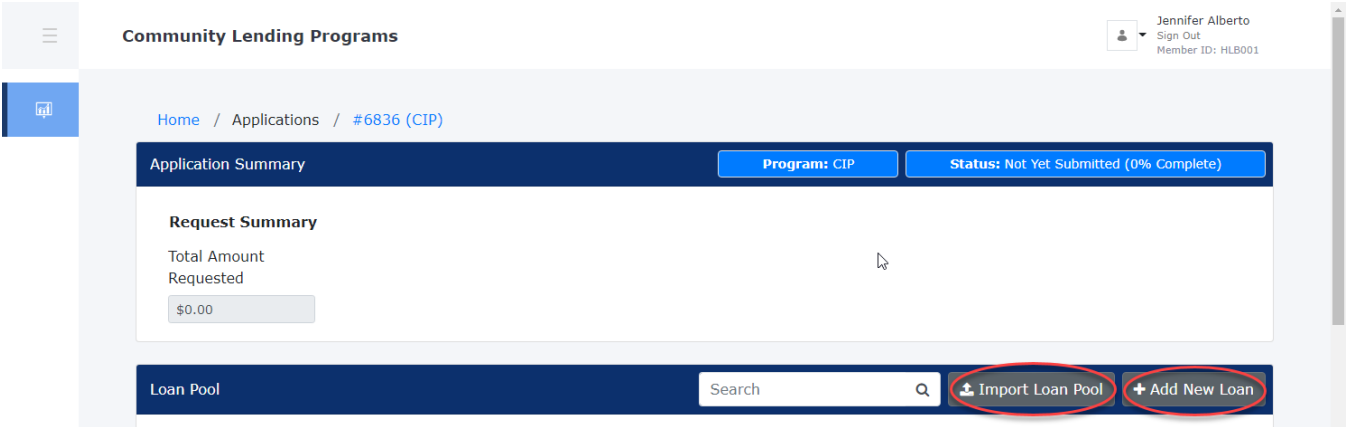 Community Lending Programs
Jennifer Alberto
Sign Out
Member ID: HLB001
Home / Applications / #6836 (CIP)
Application Summary
Program: CIP
Status: Not Yet Submitted (0% Complete)
Request Summary
Total Amount
Requested
$0.00
Loan Pool
Search
Import Loan Pool
Add New Loan